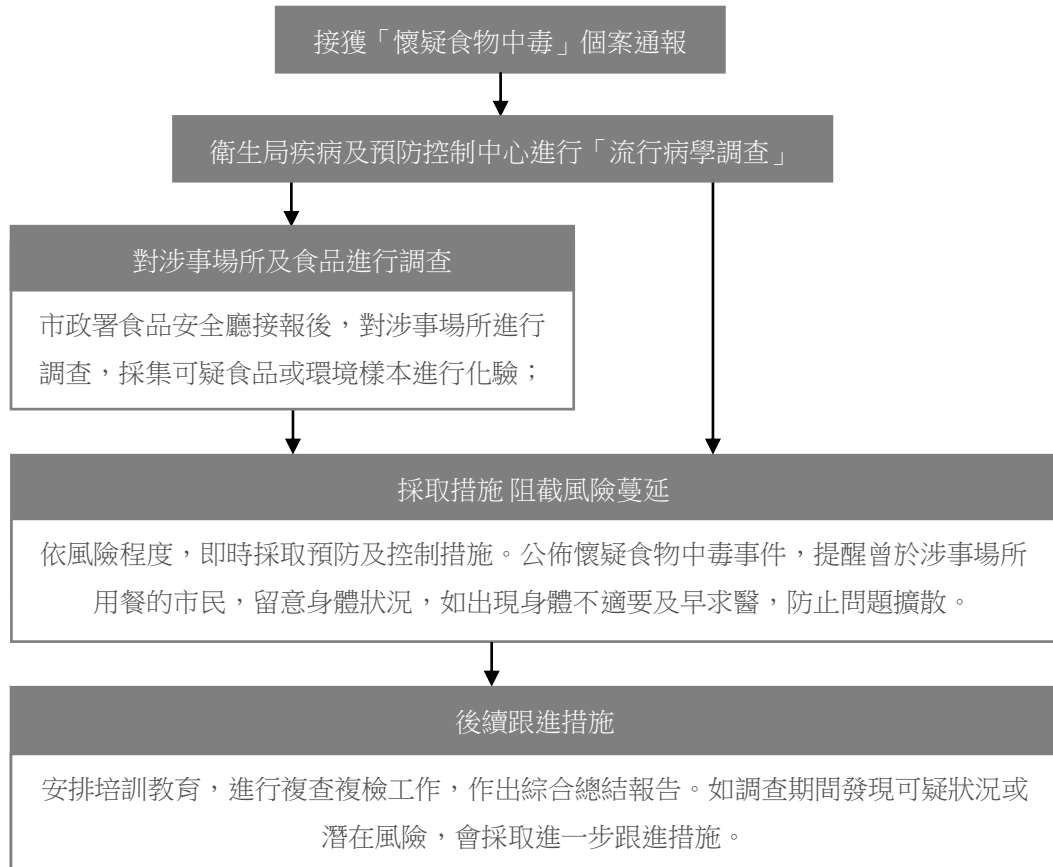 接獲「懷疑食物中毒」個案通報
衛生局疾病及預防控制中心進行「流行病學調查」
對涉事場所及食品進行調查
市政署食品安全廳接報後，對涉事場所進行
調查，採集可疑食品或環境樣本進行化驗；
採取措施 阻截風險蔓延
依風險程度，即時採取預防及控制措施。公佈懷疑食物中毒事件，提醒曾於涉事場所
用餐的市民，留意身體狀況，如出現身體不適要及早求醫，防止問題擴散。
後續跟進措施
安排培訓教育，進行複查複檢工作，作出綜合總結報告。如調查期間發現可疑狀況或
潛在風險，會採取進一步跟進措施。